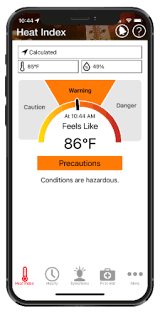 10:44
Heat Index
Calculated
85°F
49%
Warning
Caution
Danger
At 10:44 AM
Feels Like
86°F
Precautions
Conditions are hazardous.
Heat Index
Hourly
Symptoms
First Aid
More